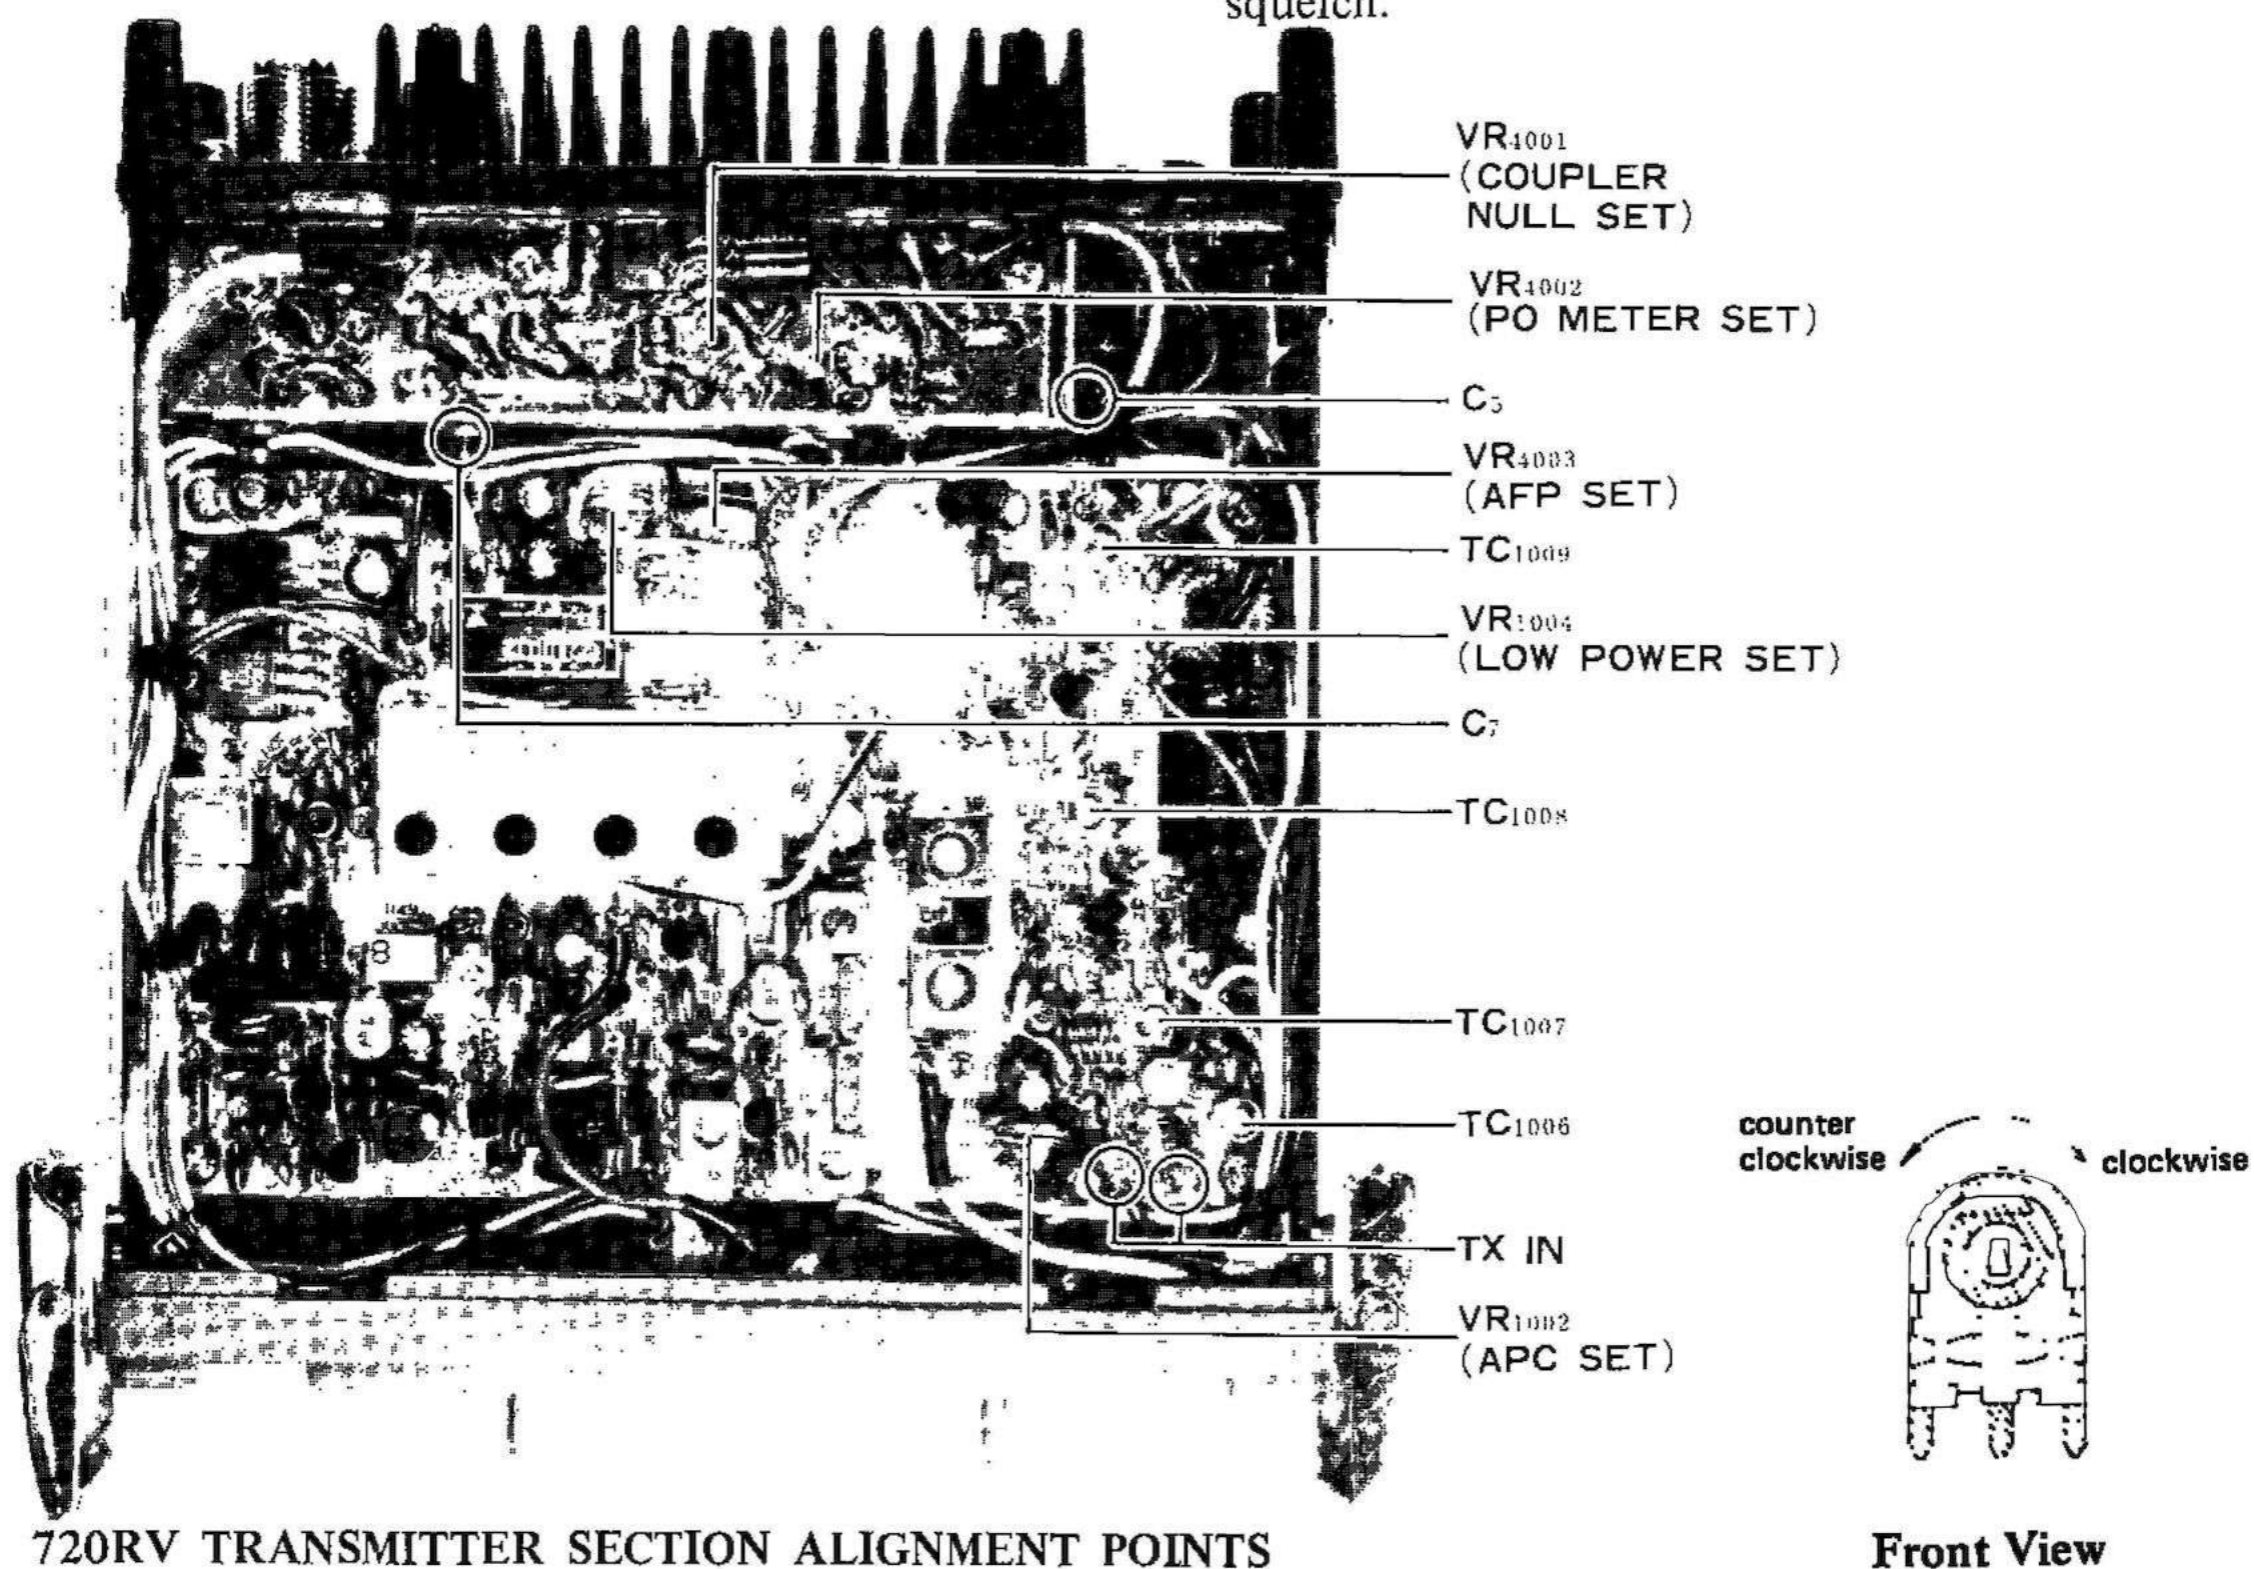 squelch.
VR4001
(COUPLER
NULL SET)
VR4002
(PO METER SET)
C5
VR4003
(AFP SET)
TC1009
VR1004
(LOW POWER SET)
C7
TC1008
TC1007
TC1006
TX IN
VR1002
(APC SET)
counter
clockwise
clockwise
720RV TRANSMITTER SECTION ALIGNMENT POINTS
Front View